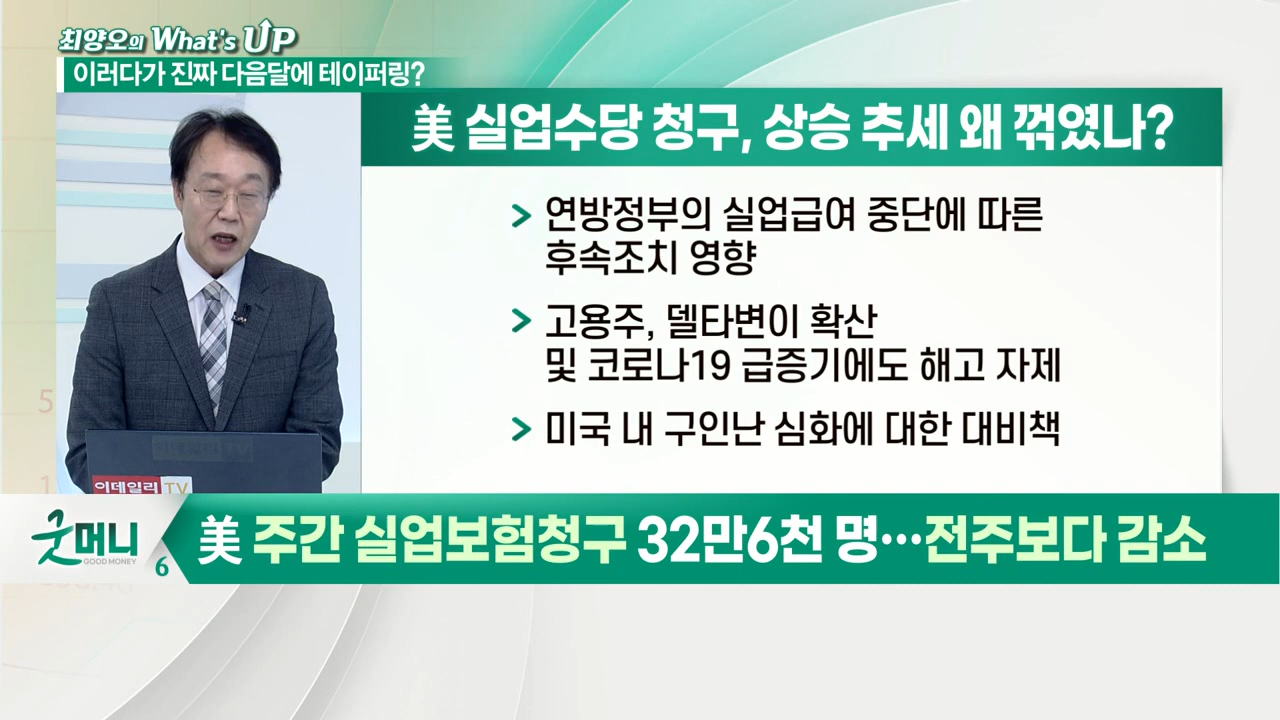 최양오의 What's UP
이러다가 진짜 다음달에 테이퍼링?
美 실업수당 청구, 상승 추세 왜 꺾였나?
> 연방정부의 실업급여 중단에 따른
후속조치 영향
> 고용주, 델타변이 확산
및 코로나19 급증기에도 해고 자제
> 미국 내 구인난 심화에 대한 대비책
이데일리TV
굿머니
GOOD MONEY
6
美 주간 실업보험청구 32만6천 명…전주보다 감소